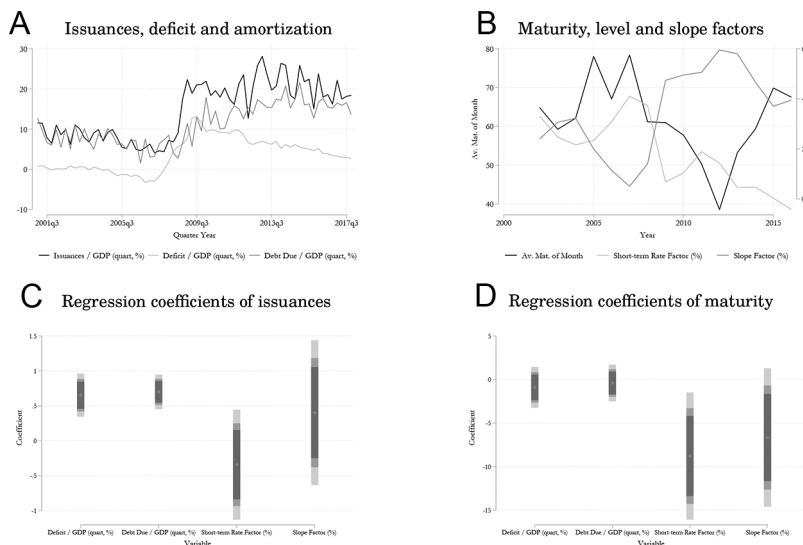 A
Issuances, deficit and amortization
30
20
10
0
-10
2001q3 2005q3 2009q3 2013q3 2017q3
Quarter Year
Issuances / GDP (quart, %) Deficit / GDP (quart, %) Debt Due / GDP (quart, %)
B
Maturity, level and slope factors
80
70
60
50
40
Av. Mat. of Month
2000 2005 2010 2015
Year
Av. Mat. of Month Short-term Rate Factor (%) Slope Factor (%)
C
Regression coefficients of issuances
1.5
1
.5
0
-.5
-1
Coefficient
Deficit / GDP (quart, %) Debt Due / GDP (quart, %) Short-term Rate Factor (%) Slope Factor (%)
Variable
D
Regression coefficients of maturity
5
0
-5
-10
-15
Coefficient
Deficit / GDP (quart, %) Debt Due / GDP (quart, %) Short-term Rate Factor (%) Slope Factor (%)
Variable